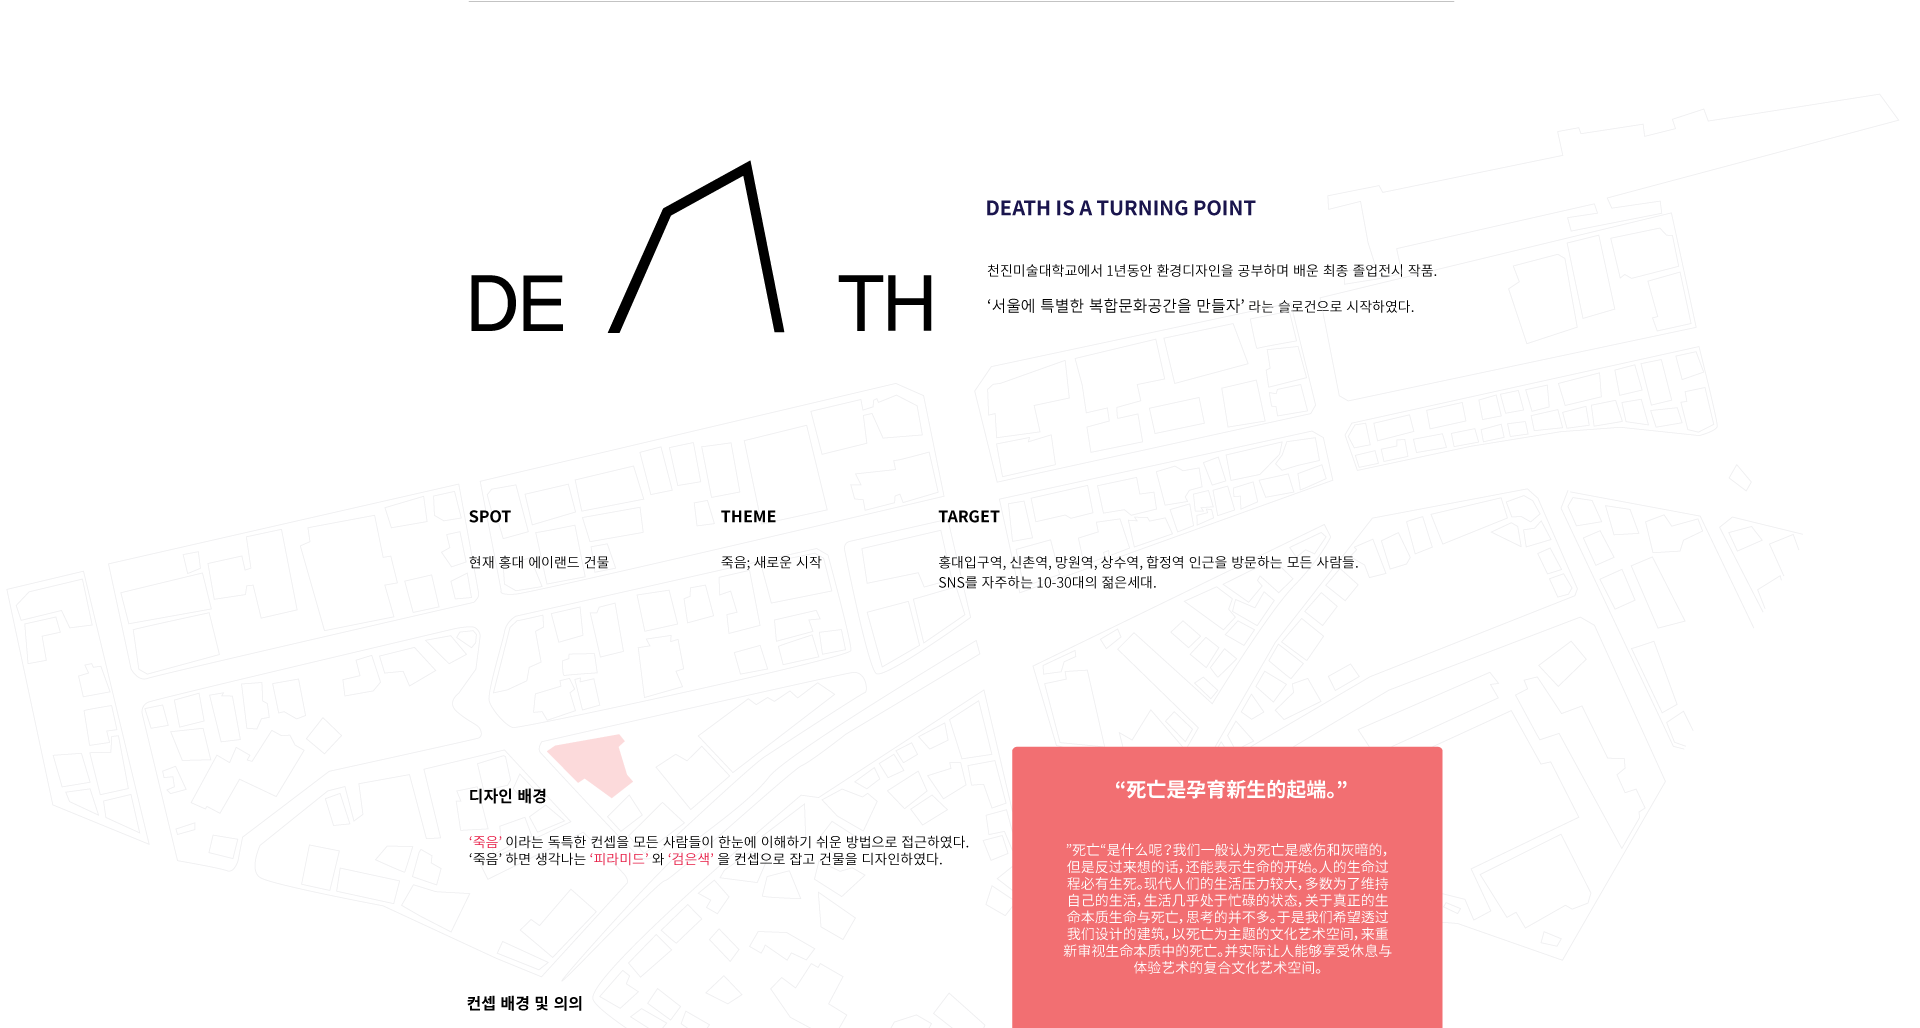 DE TH
DEATH IS A TURNING POINT
천진미술대학교에서 1년동안 환경디자인을 공부하며 배운 최종 졸업전시 작품.
‘서울에 특별한 복합문화공간을 만들자’ 라는 슬로건으로 시작하였다.
SPOT
현재 홍대 에이랜드 건물
THEME
죽음; 새로운 시작
TARGET
홍대입구역, 신촌역, 망원역, 상수역, 합정역 인근을 방문하는 모든 사람들.
SNS를 자주하는 10-30대의 젊은세대.
디자인 배경
‘죽음’ 이라는 독특한 컨셉을 모든 사람들이 한눈에 이해하기 쉬운 방법으로 접근하였다.
‘죽음’ 하면 생각나는 ‘피라미드’ 와 ‘검은색’ 을 컨셉으로 잡고 건물을 디자인하였다.
“死亡是孕育新生的起端。”
”死亡“是什么呢？我们一般认为死亡是感伤和灰暗的，
但是反过来想的话，还能表示生命的开始。人的生命过
程必有生死。现代人们的生活压力较大，多数为了维持
自己的生活，生活几乎处于忙碌的状态，关于真正的生
命本质生命与死亡，思考的并不多。于是我们希望透过
我们设计的建筑，以死亡为主题的文化艺术空间，来重
新审视生命本质中的死亡。并实际让人能够享受休息与
体验艺术的复合文化艺术空间。
컨셉 배경 및 의의